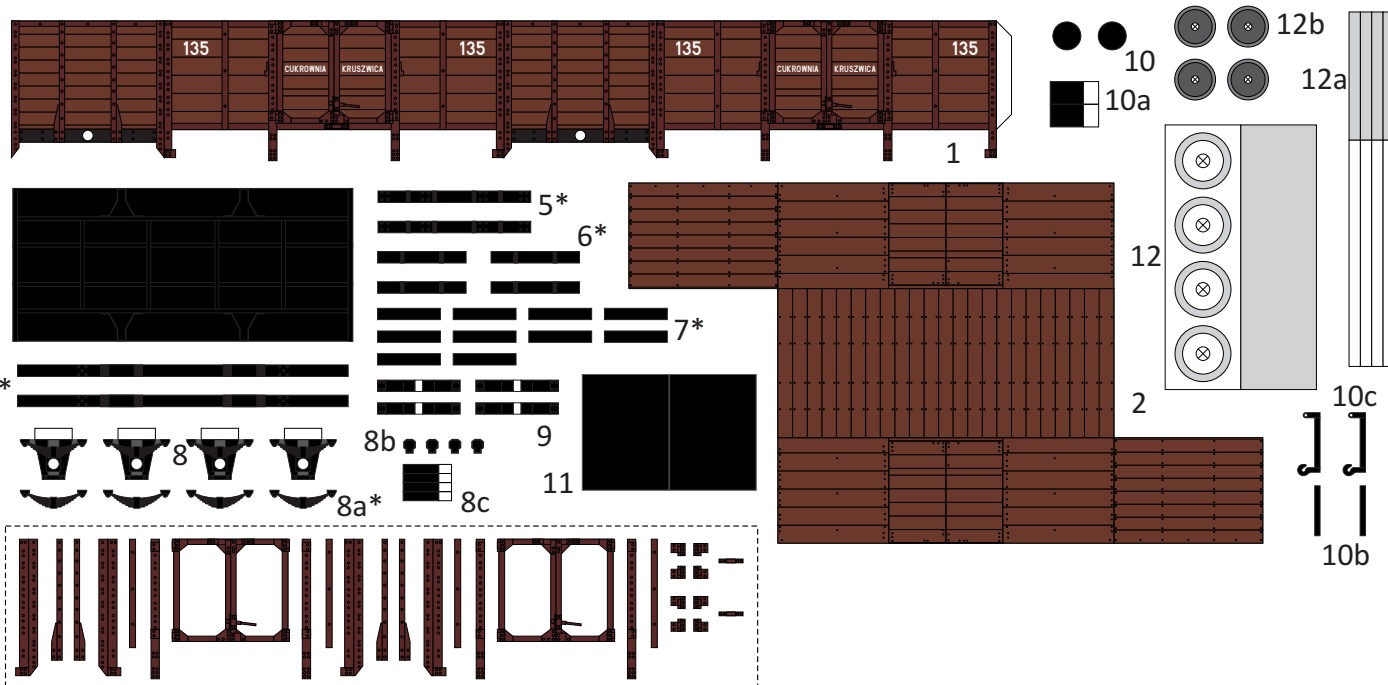 135 135 135 135
CUKROWNIA KRUSZWICA CUKROWNIA KRUSZWICA
1
10
10a
12b
12a
5*
6*
7*
*
8
8a*
8b
8c
9
11
2
12
10c
10b